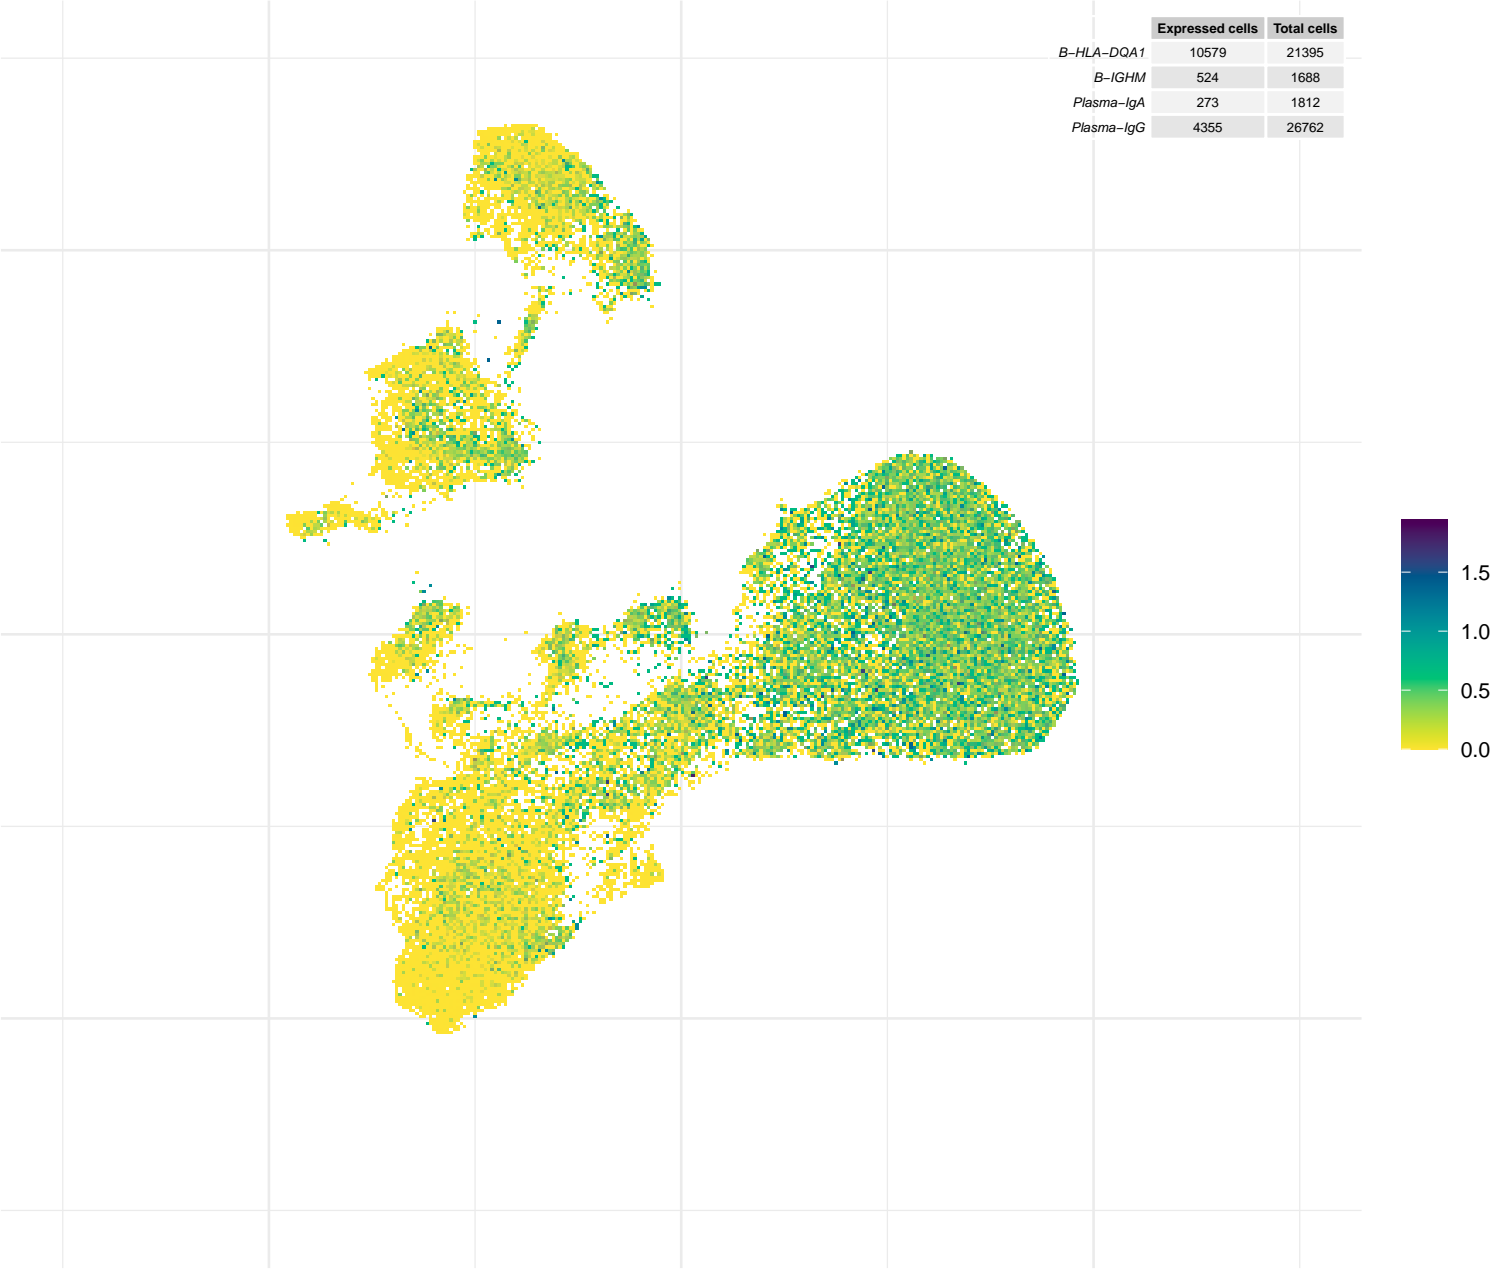 Expressed cells Total cells
B−HLA−DQA1 10579 21395
B−IGHM 524 1688
Plasma−IgA 273 1812
Plasma−IgG 4355 26762
1.5
1.0
0.5
0.0